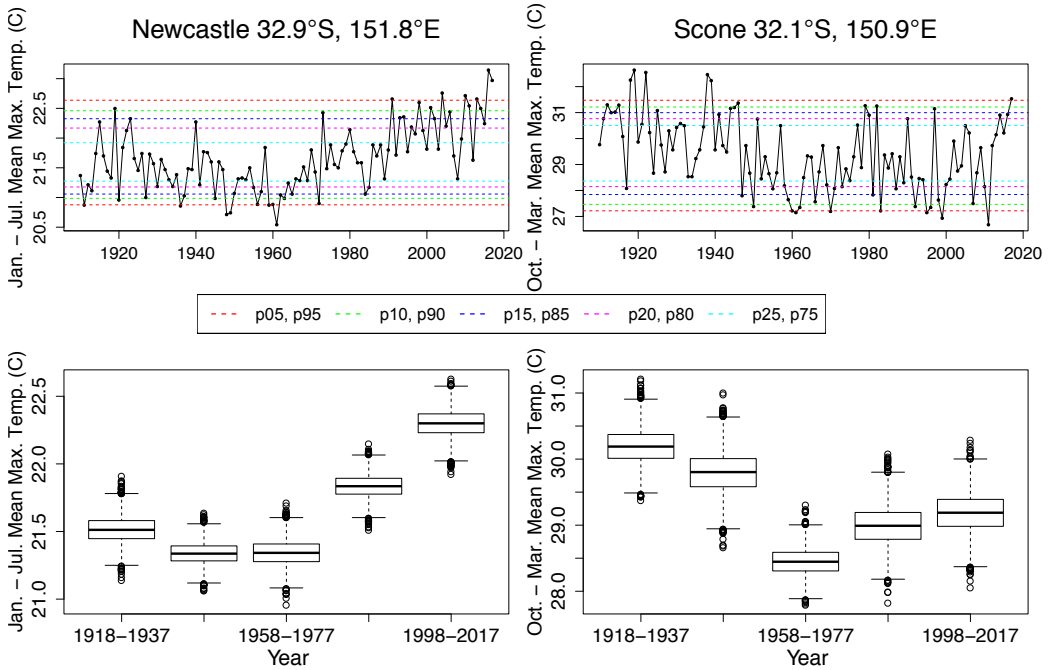 Newcastle 32.9°S, 151.8°E
Jan. − Jul. Mean Max. Temp. (C)
22.5
21.5
20.5
1920
1940
1960
1980
2000
2020
Scone 32.1°S, 150.9°E
Oct. − Mar. Mean Max. Temp. (C)
31
29
27
1920
1940
1960
1980
2000
2020
p05, p95
p10, p90
p15, p85
p20, p80
p25, p75
Jan. − Jul. Mean Max. Temp. (C)
22.5
22.0
21.5
21.0
1918−1937
1958−1977
1998−2017
Year
Oct. − Mar. Mean Max. Temp. (C)
31.0
30.0
29.0
28.0
1918−1937
1958−1977
1998−2017
Year